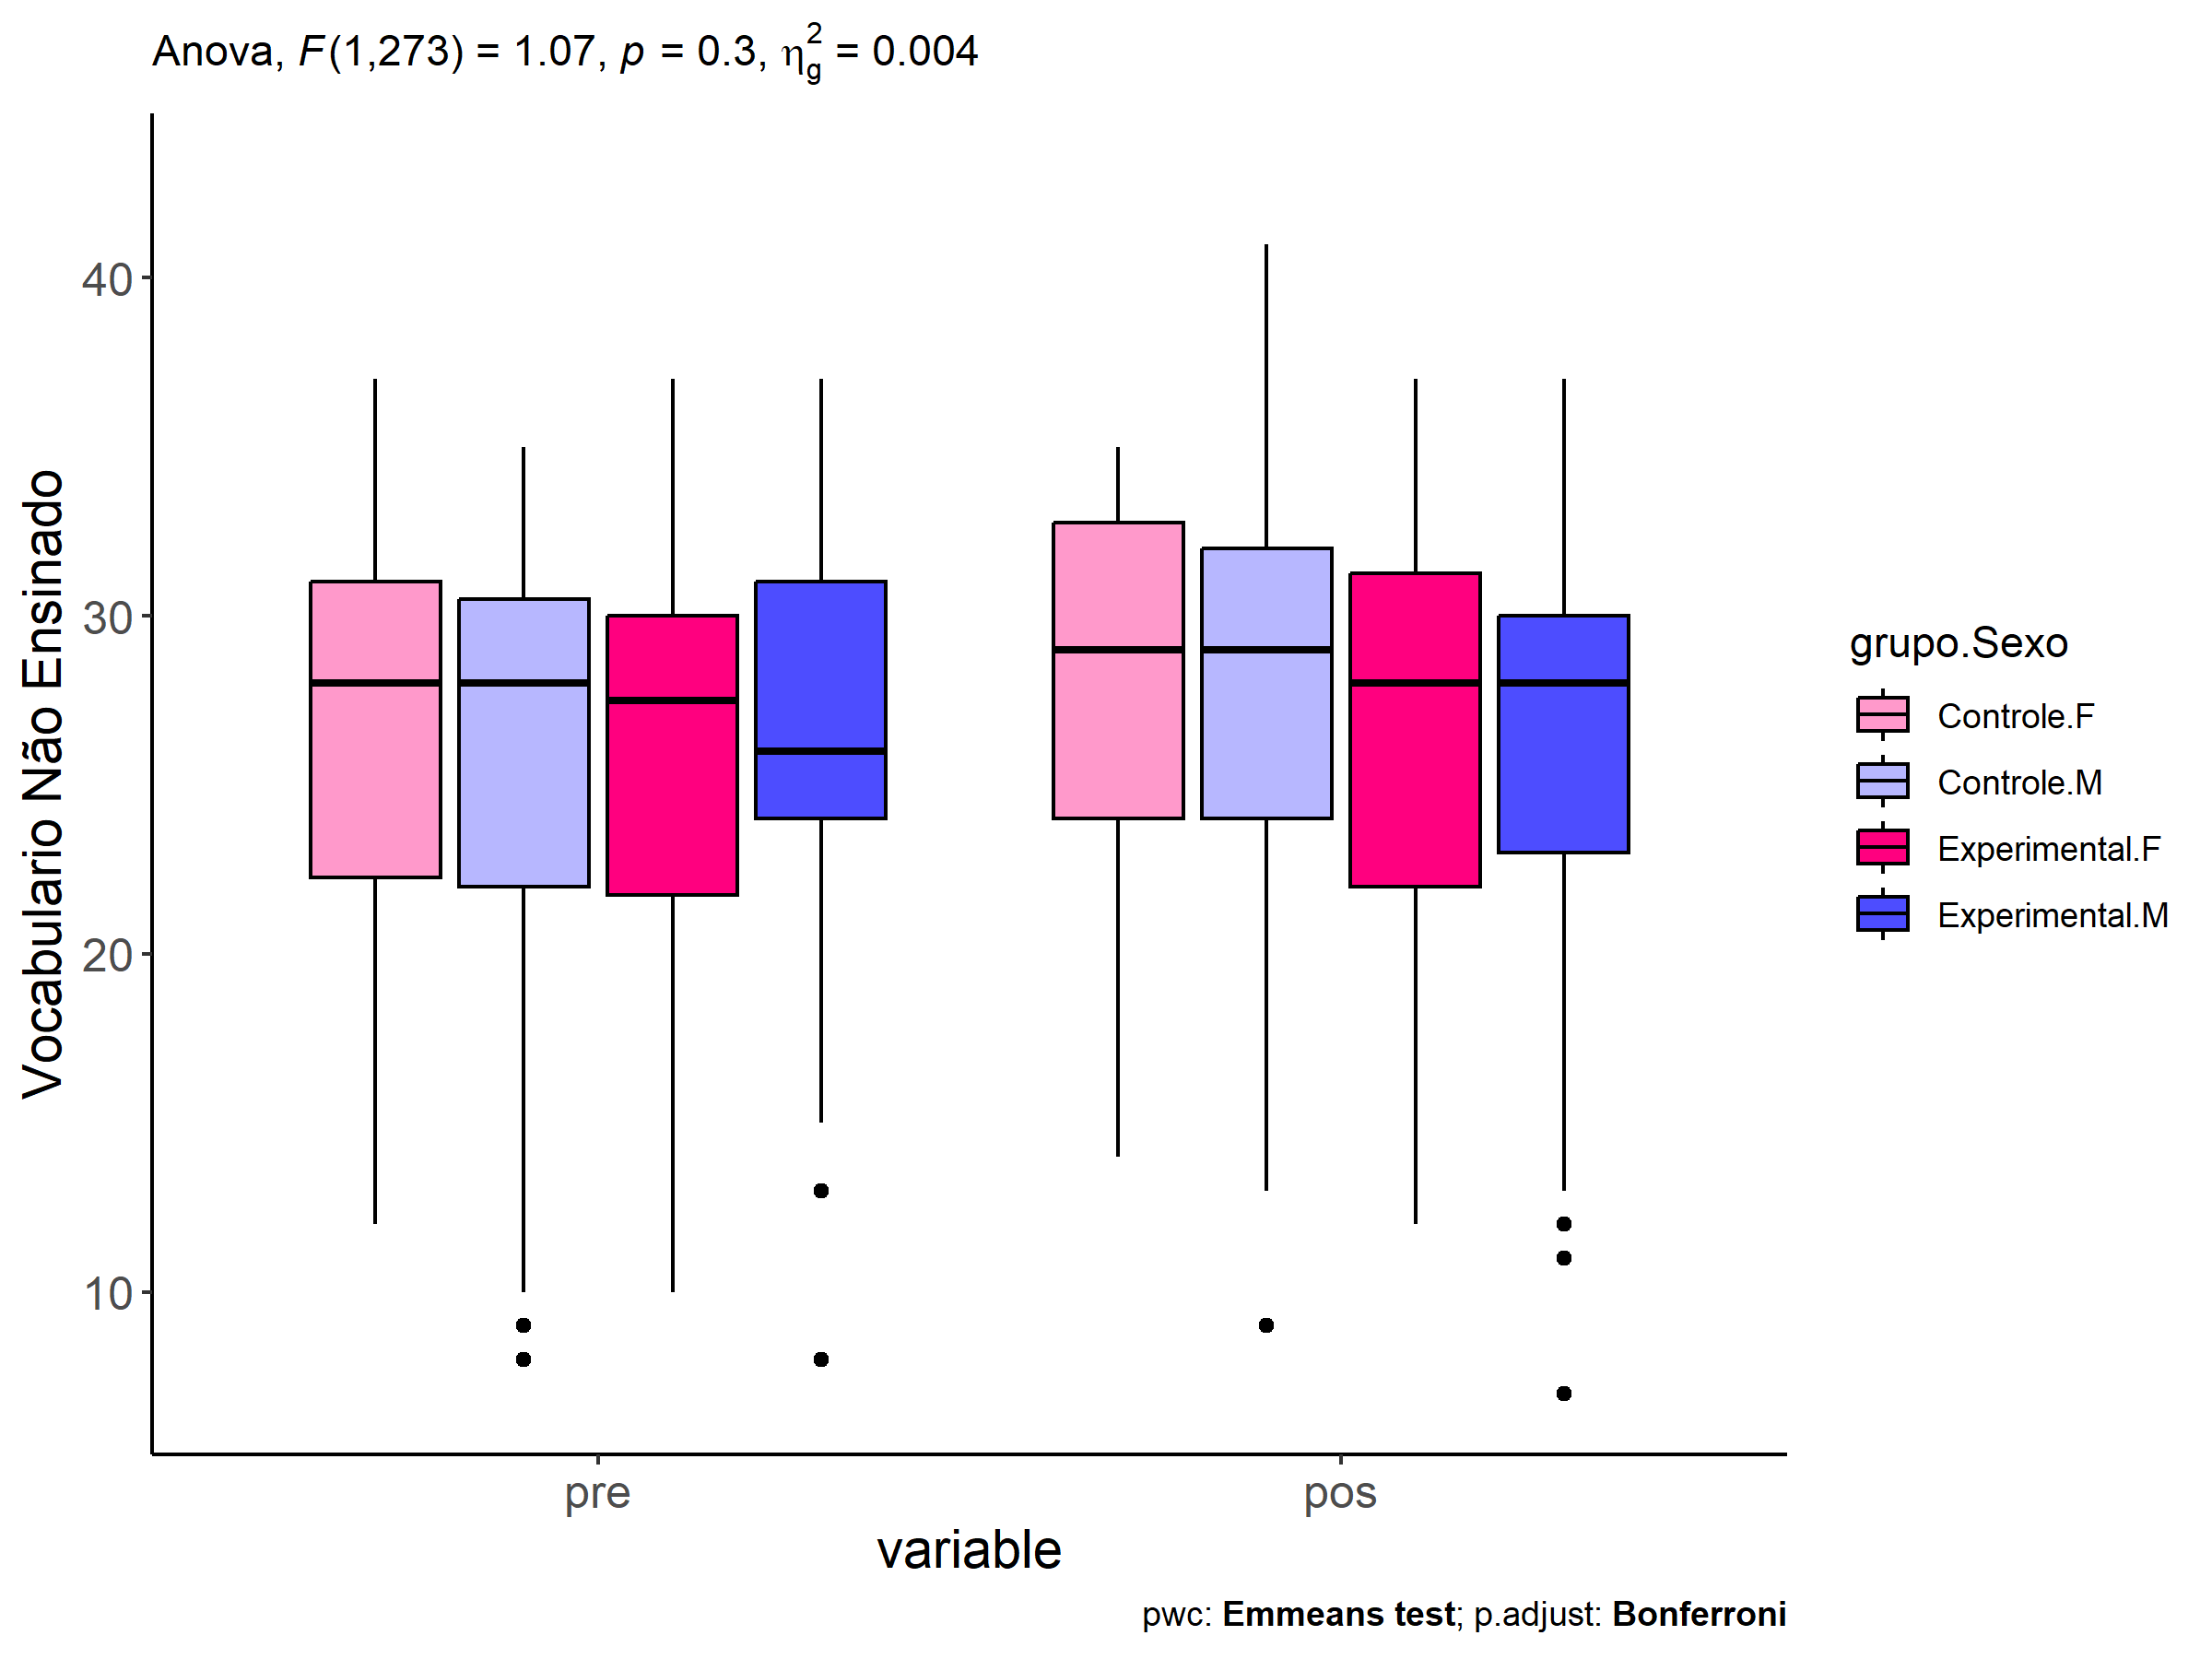 Anova, F(1,273) = 1.07, p = 0.3, η²g = 0.004
Vocabulario Não Ensinado
40
30
20
10
pre
pos
variable
grupo.Sexo
Controle.F
Controle.M
Experimental.F
Experimental.M
pwc: Emmeans test; p.adjust: Bonferroni